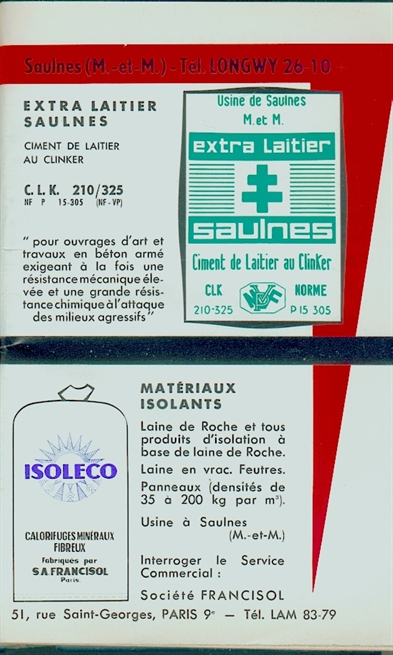 Saulnes (M.-et-M.) - Tél. LONGWY 26-10
EXTRA LAITIER
SAULNES
CIMENT DE LAITIER
AU CLINKER
C.L.K. 210/325
NF P 15-305 (NF-VP)
" pour ouvrages d'art et
travaux en béton armé
exigeant à la fois une
résistance mécanique éle-
vée et une grande résis-
tance chimique à l'attaque
des milieux agressifs "
Usine de Saulnes
M. et M.
extra Laitier
saulnes
Ciment de Laitier au Clinker
CLK
NORME
210-325
P 15 305
MATÉRIAUX
ISOLANTS
Laine de Roche et tous
produits d'isolation à
base de laine de Roche.
Laine en vrac. Feutres.
Panneaux (densités de
35 à 200 kg par m³).
Usine à Saulnes
(M.-et-M.)
Interroger le Service
Commercial :
Société FRANCISOL
ISOLECO
CALORIFUGES MINÉRAUX
FIBREUX
Fabriqués par
S.A. FRANCISOL
Paris.
51, rue Saint-Georges, PARIS 9e — Tél. LAM 83-79